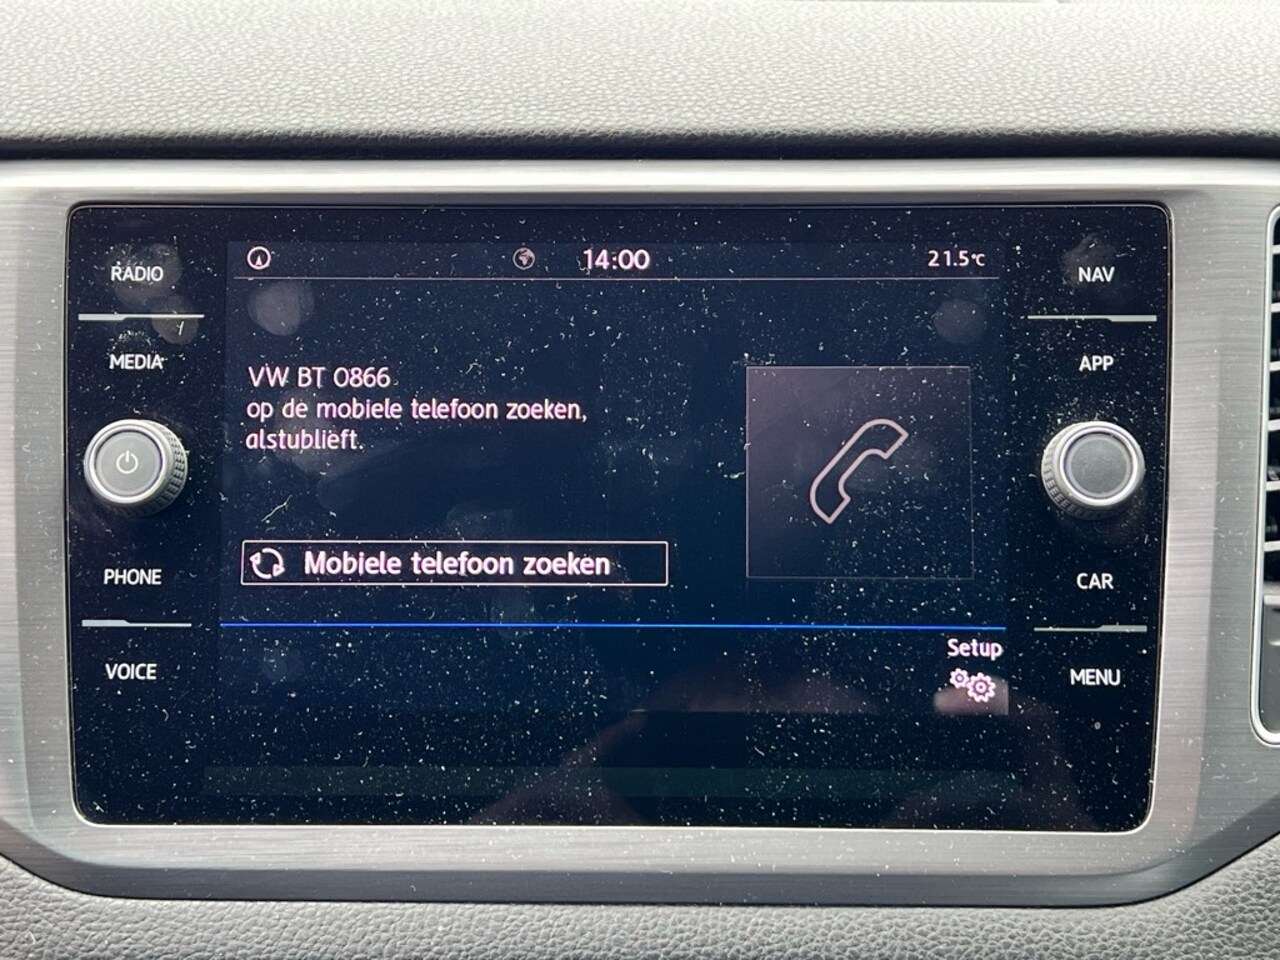 14:00
21.5°C
RADIO
MEDIA
PHONE
VOICE
VW BT 0866
op de mobiele telefoon zoeken,
alstublieft.
Mobiele telefoon zoeken
Setup
NAV
APP
CAR
MENU